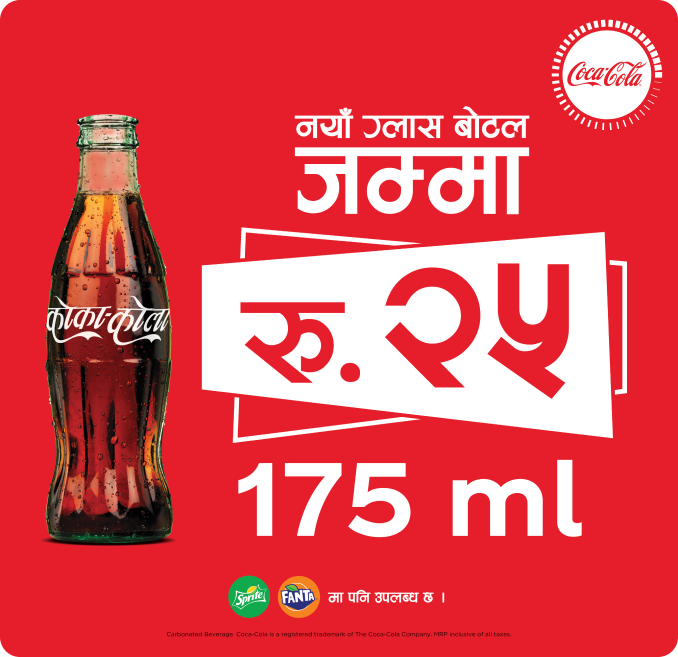 Coca-Cola
नयाँ ग्लास बोटल
जम्मा
रु. २५
कोका-कोला
175 ml
Sprite FANTA मा पनि उपलब्ध छ ।
Carbonated Beverage. Coca-Cola is a registered trademark of The Coca-Cola Company. MRP inclusive of all taxes.